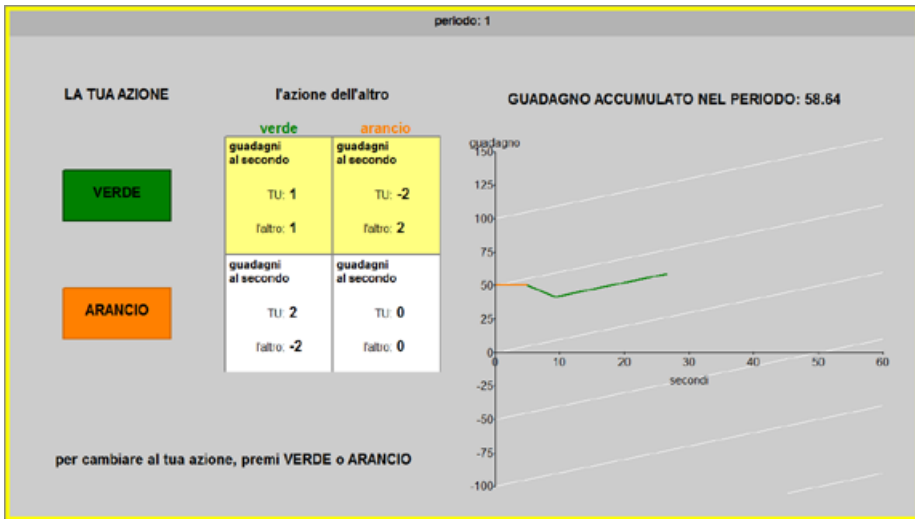 periodo: 1
LA TUA AZIONE
l'azione dell'altro
GUADAGNO ACCUMULATO NEL PERIODO: 58.64
verde arancio
VERDE
guadagni
al secondo
TU: 1
l'altro: 1
guadagni
al secondo
TU: -2
l'altro: 2
ARANCIO
guadagni
al secondo
TU: 2
l'altro: -2
guadagni
al secondo
TU: 0
l'altro: 0
guadagno
150
125
100
75
50
25
0
-25
-50
-75
-100
0 10 20 30 40 50 60
secondi
per cambiare al tua azione, premi VERDE o ARANCIO